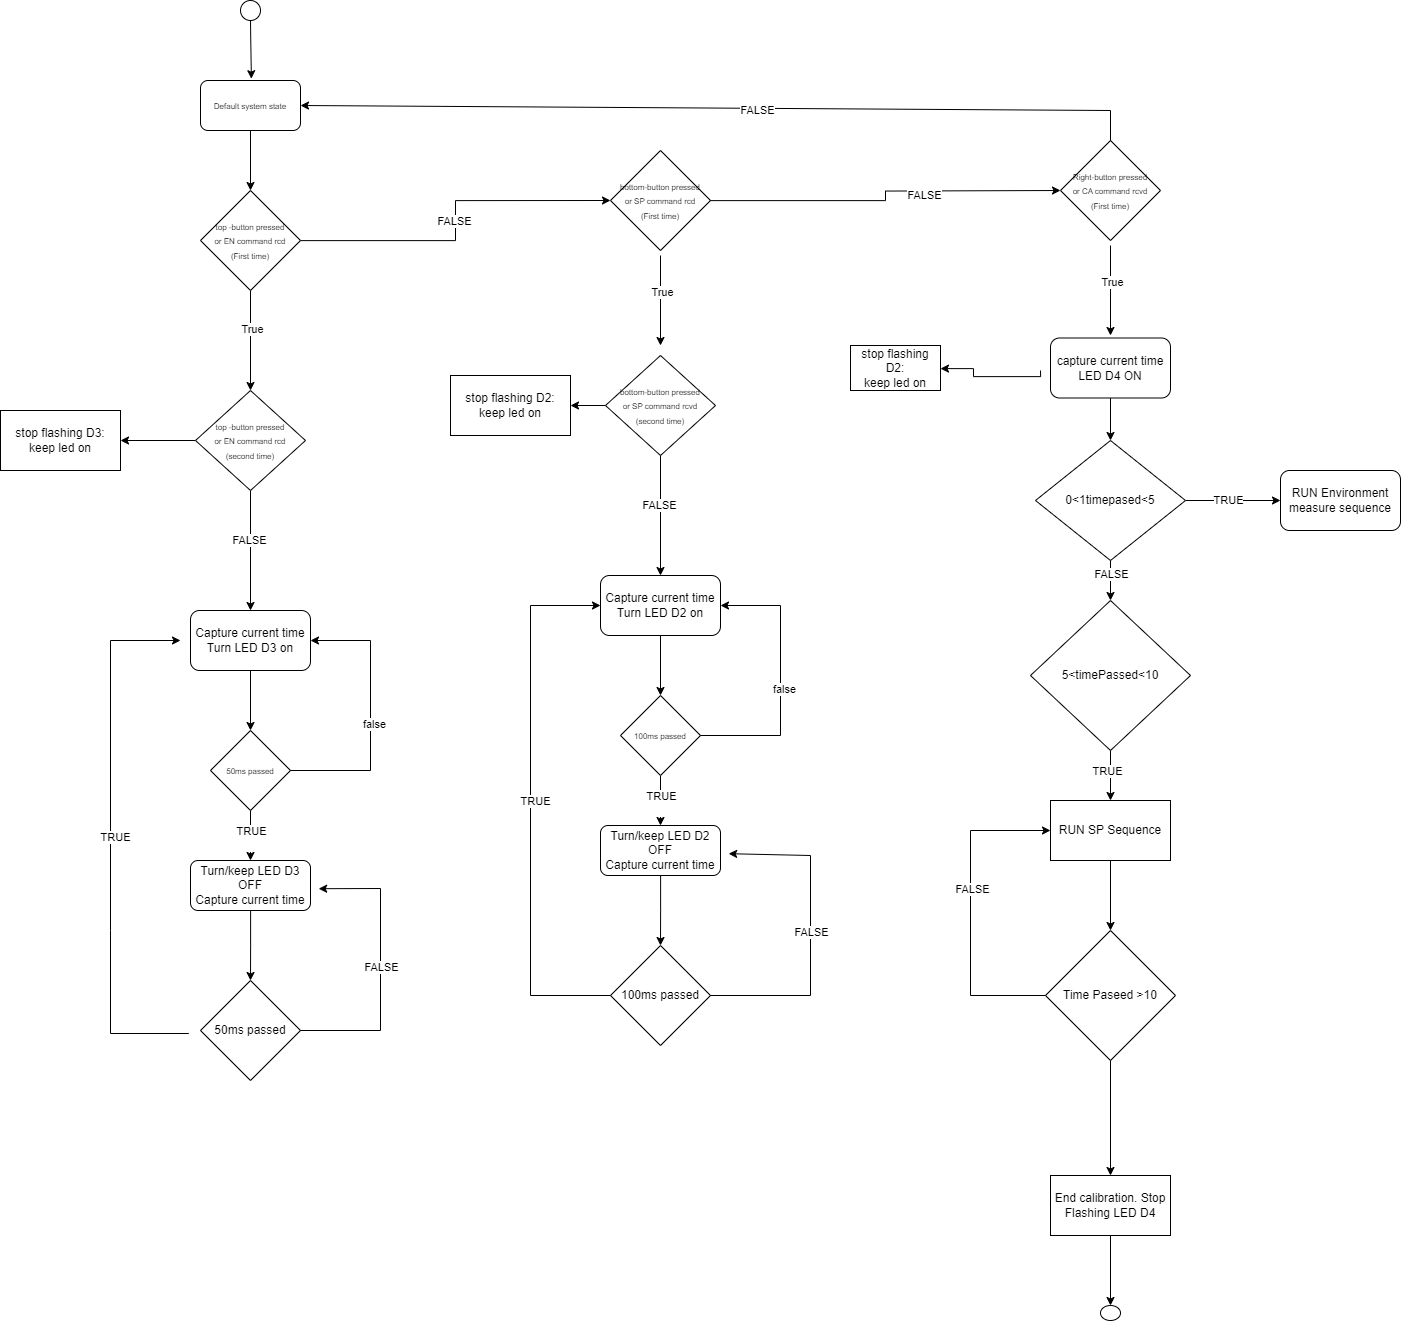 Default system state
FALSE
top -button pressed
or EN command rcd
(First time)
FALSE
bottom-button pressed
or SP command rcd
(First time)
FALSE
Right-button pressed
or CA command rcvd
(First time)
True
True
True
stop flashing D3:
keep led on
top -button pressed
or EN command rcd
(second time)
stop flashing D2:
keep led on
bottom-button pressed
or SP command rcvd
(second time)
stop flashing
D2:
keep led on
capture current time
LED D4 ON
0<1timepased<5
TRUE
RUN Environment
measure sequence
FALSE
FALSE
FALSE
Capture current time
Turn LED D3 on
false
50ms passed
TRUE
TRUE
Turn/keep LED D3
OFF
Capture current time
FALSE
50ms passed
Capture current time
Turn LED D2 on
false
100ms passed
TRUE
TRUE
Turn/keep LED D2
OFF
Capture current time
FALSE
100ms passed
5<timePassed<10
TRUE
RUN SP Sequence
FALSE
Time Paseed >10
End calibration. Stop
Flashing LED D4